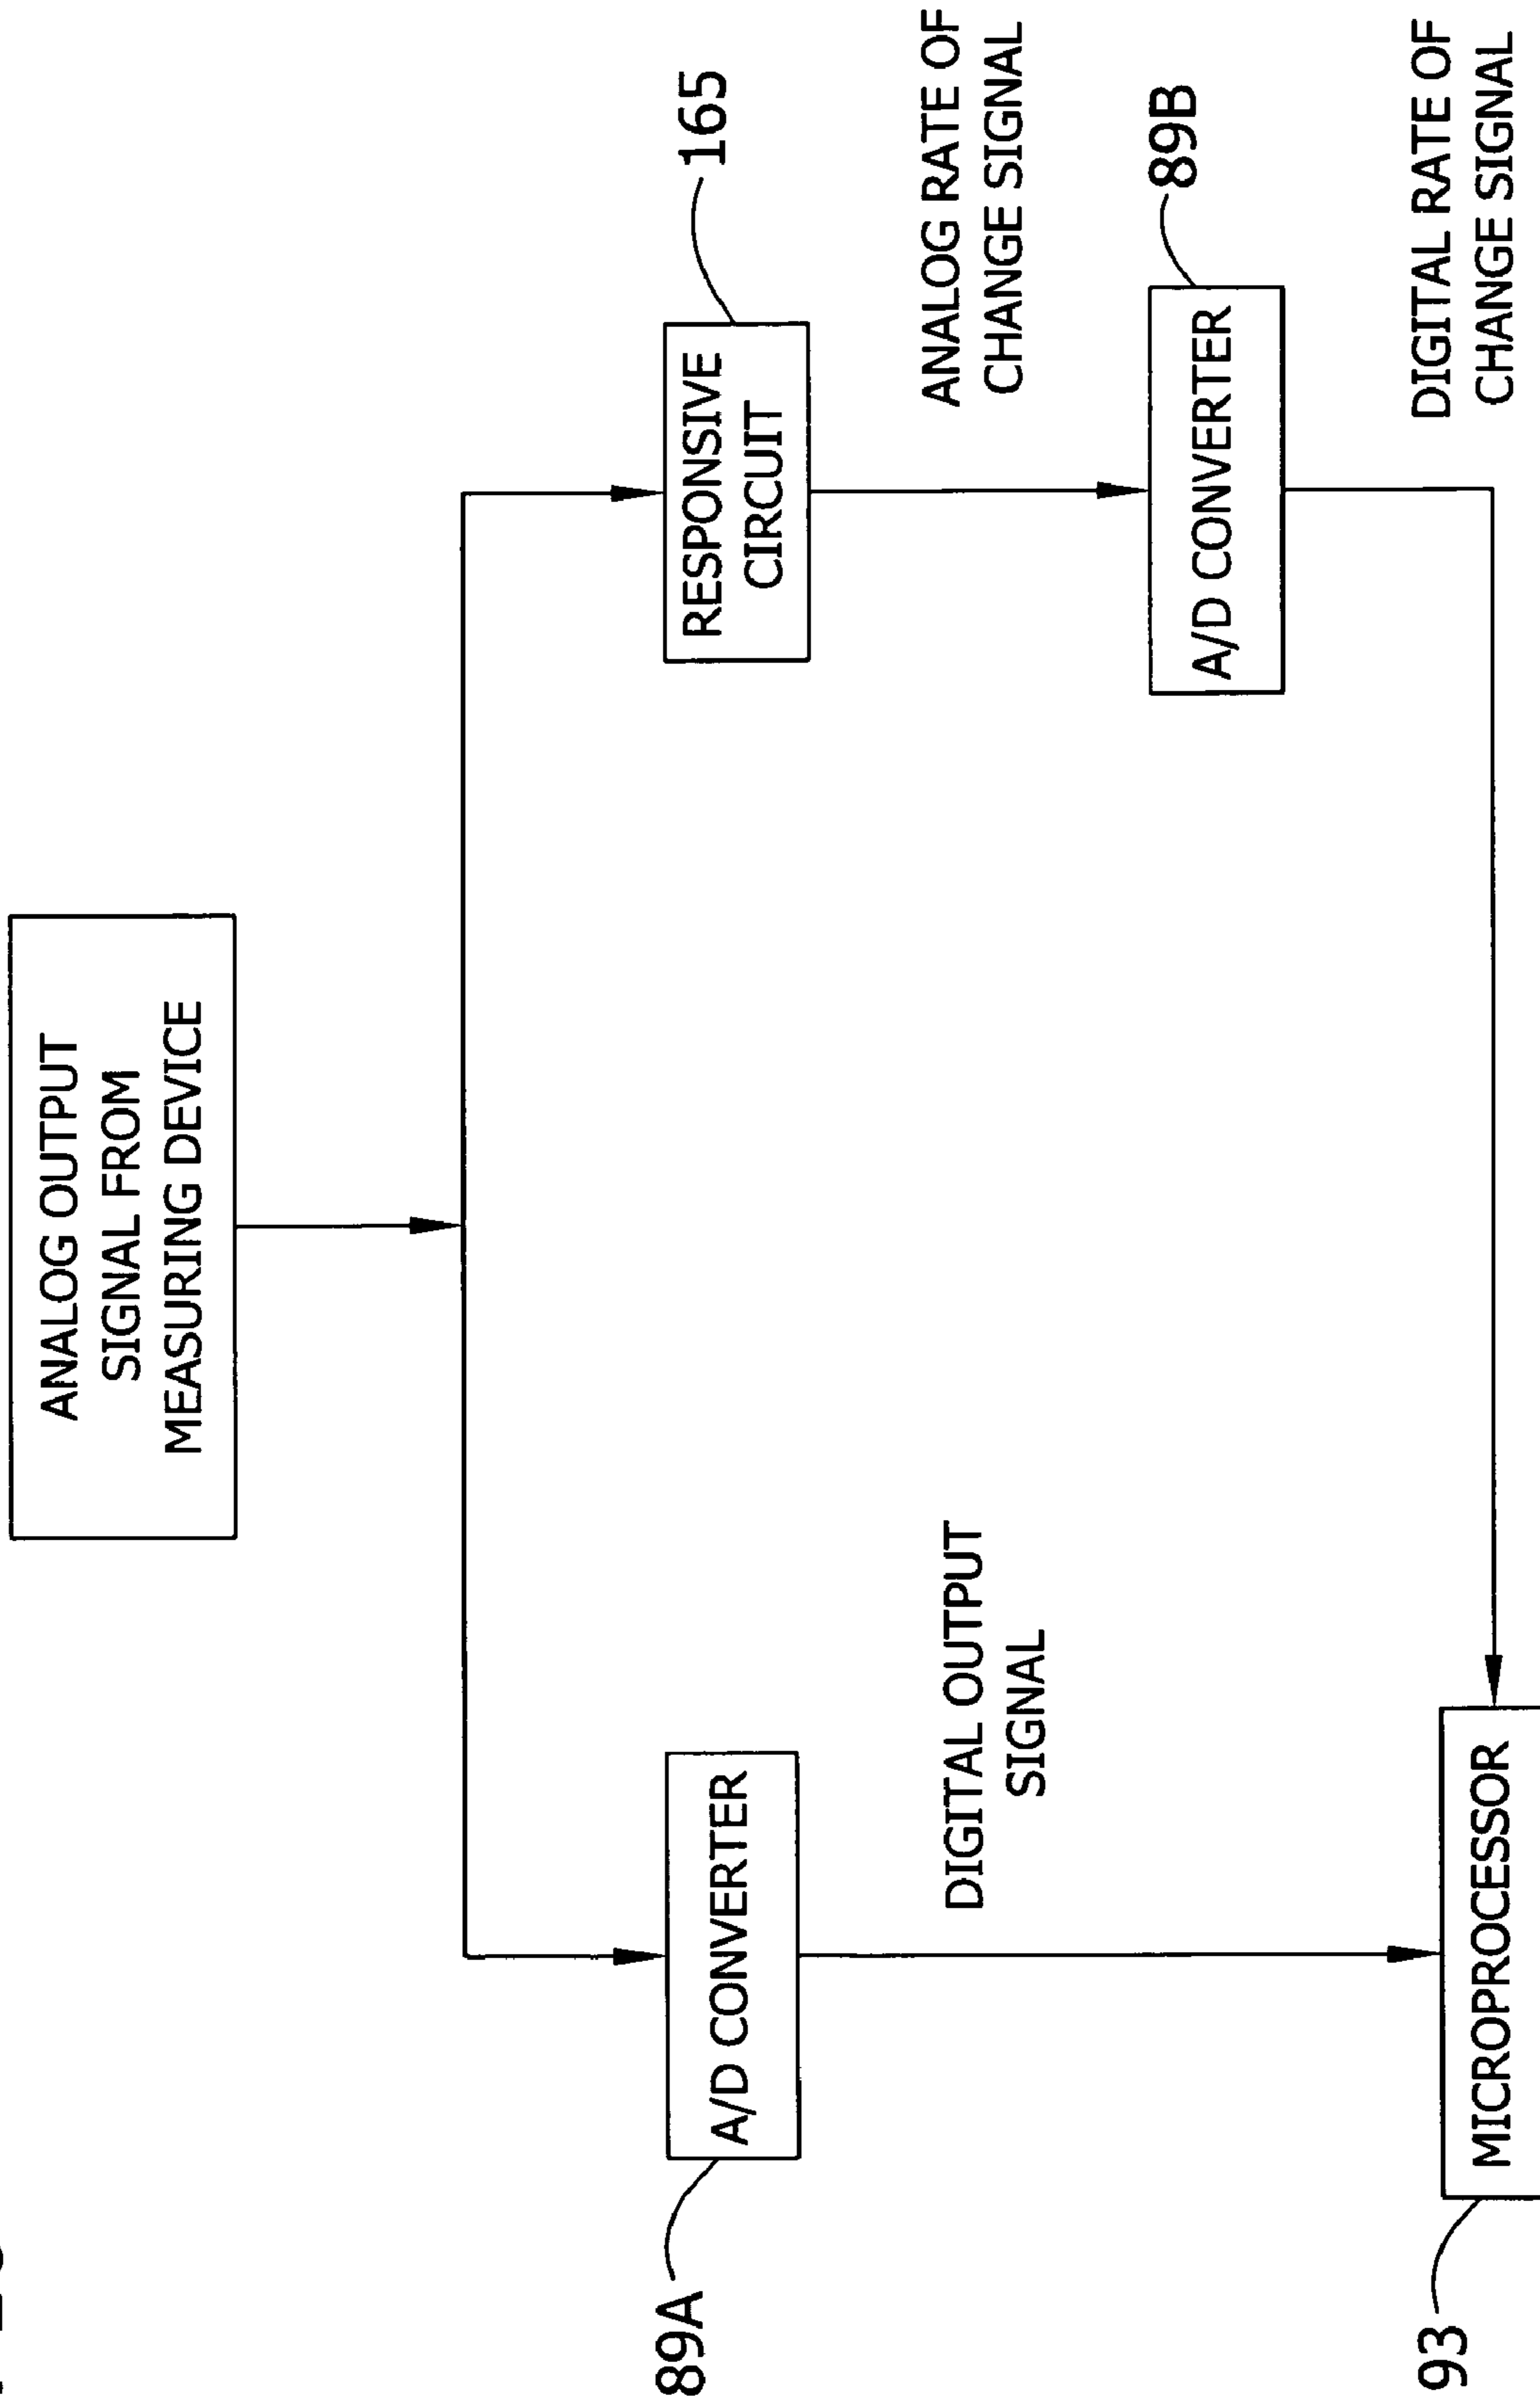 ANALOG OUTPUT
SIGNAL FROM
MEASURING DEVICE
165
RESPONSIVE
CIRCUIT
89A
A/D CONVERTER
ANALOG RATE OF
CHANGE SIGNAL
DIGITAL OUTPUT
SIGNAL
89B
A/D CONVERTER
93
MICROPROCESSOR
DIGITAL RATE OF
CHANGE SIGNAL